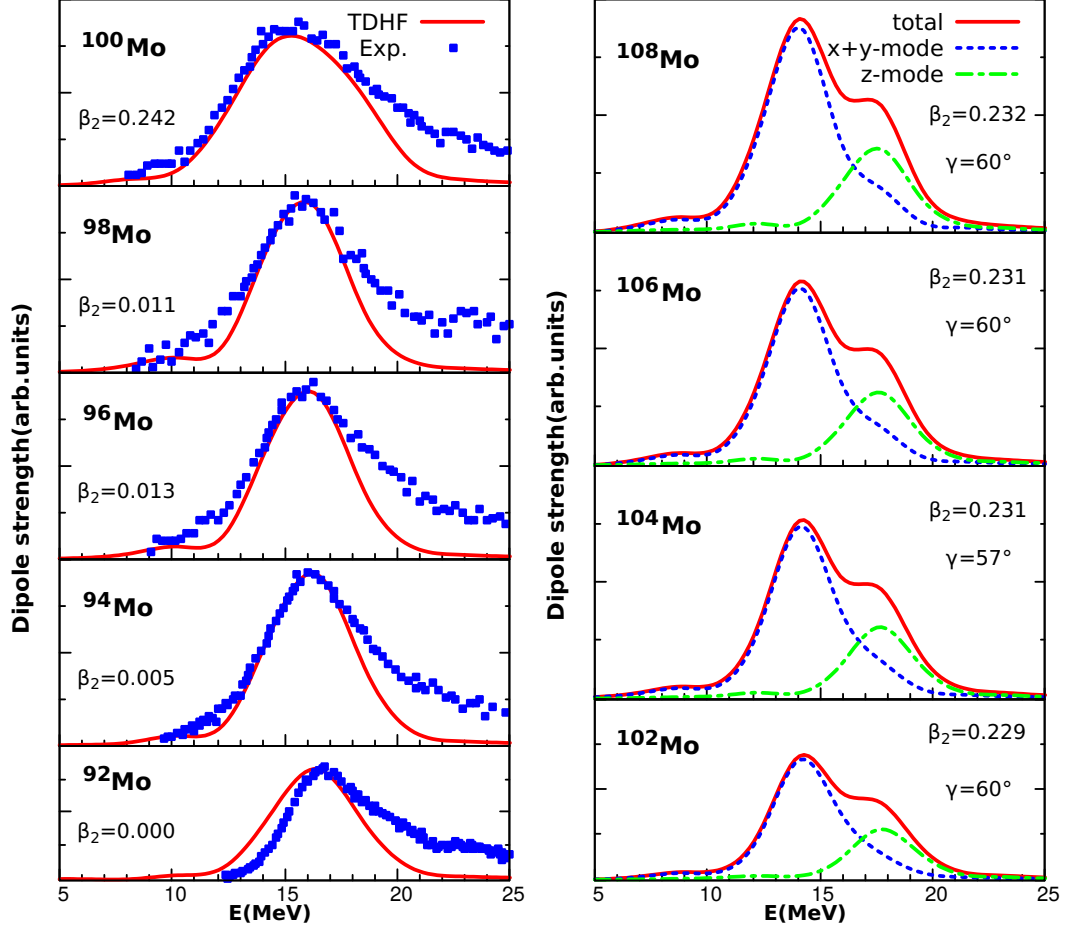 TDHF
Exp.
¹⁰⁰Mo
β₂=0.242
⁹⁸Mo
β₂=0.011
⁹⁶Mo
β₂=0.013
⁹⁴Mo
β₂=0.005
⁹²Mo
β₂=0.000
Dipole strength(arb.units)
5 10 15 20 25
E(MeV)
total
x+y-mode
z-mode
¹⁰⁸Mo
β₂=0.232
γ=60°
¹⁰⁶Mo
β₂=0.231
γ=60°
¹⁰⁴Mo
β₂=0.231
γ=57°
¹⁰²Mo
β₂=0.229
γ=60°
Dipole strength(arb.units)
5 10 15 20 25
E(MeV)